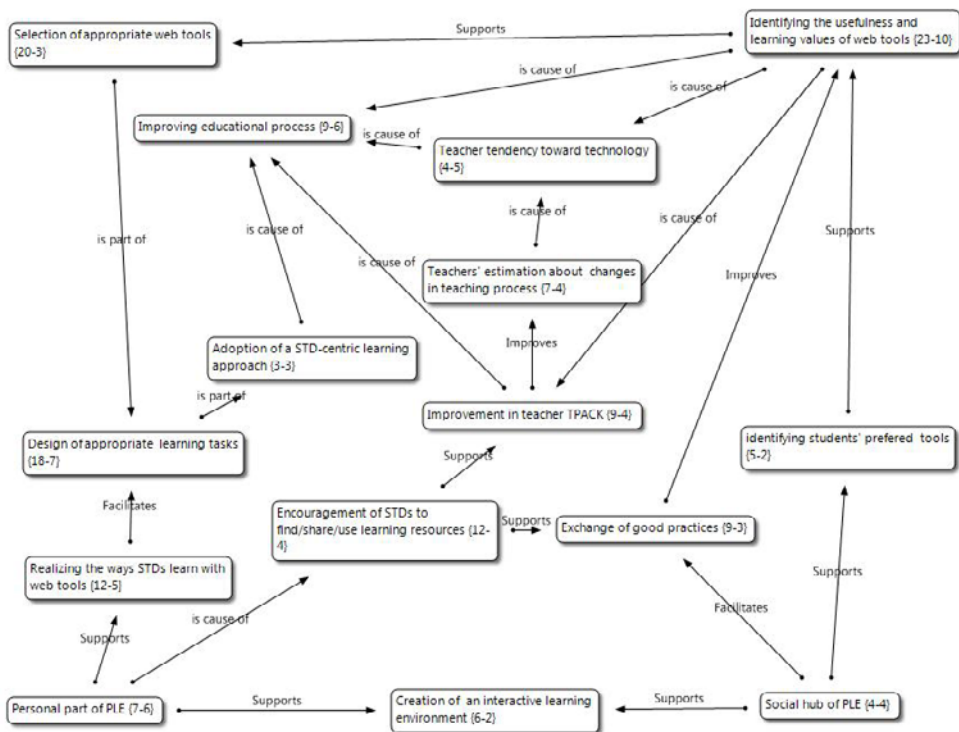 Selection of appropriate web tools
{20-3}
Supports
Identifying the usefulness and
learning values of web tools {23-10}
is cause of
is cause of
Improving educational process {9-6}
is cause of
Teacher tendency toward technology
{4-5}
is part of
is cause of
is cause of
is cause of
is cause of
Supports
Teachers' estimation about changes
in teaching process {7-4}
Improves
Improves
Adoption of a STD-centric learning
approach {3-3}
is part of
Improvement in teacher TPACK {9-4}
Design of appropriate learning tasks
{18-7}
Supports
identifying students' prefered tools
{5-2}
Facilitates
Encouragement of STDs to
find/share/use learning resources {12-
4}
Supports
Exchange of good practices {9-3}
Realizing the ways STDs learn with
web tools {12-5}
Supports
is cause of
Facilitates
Supports
Personal part of PLE {7-6}
Supports
Creation of an interactive learning
environment {6-2}
Supports
Social hub of PLE {4-4}